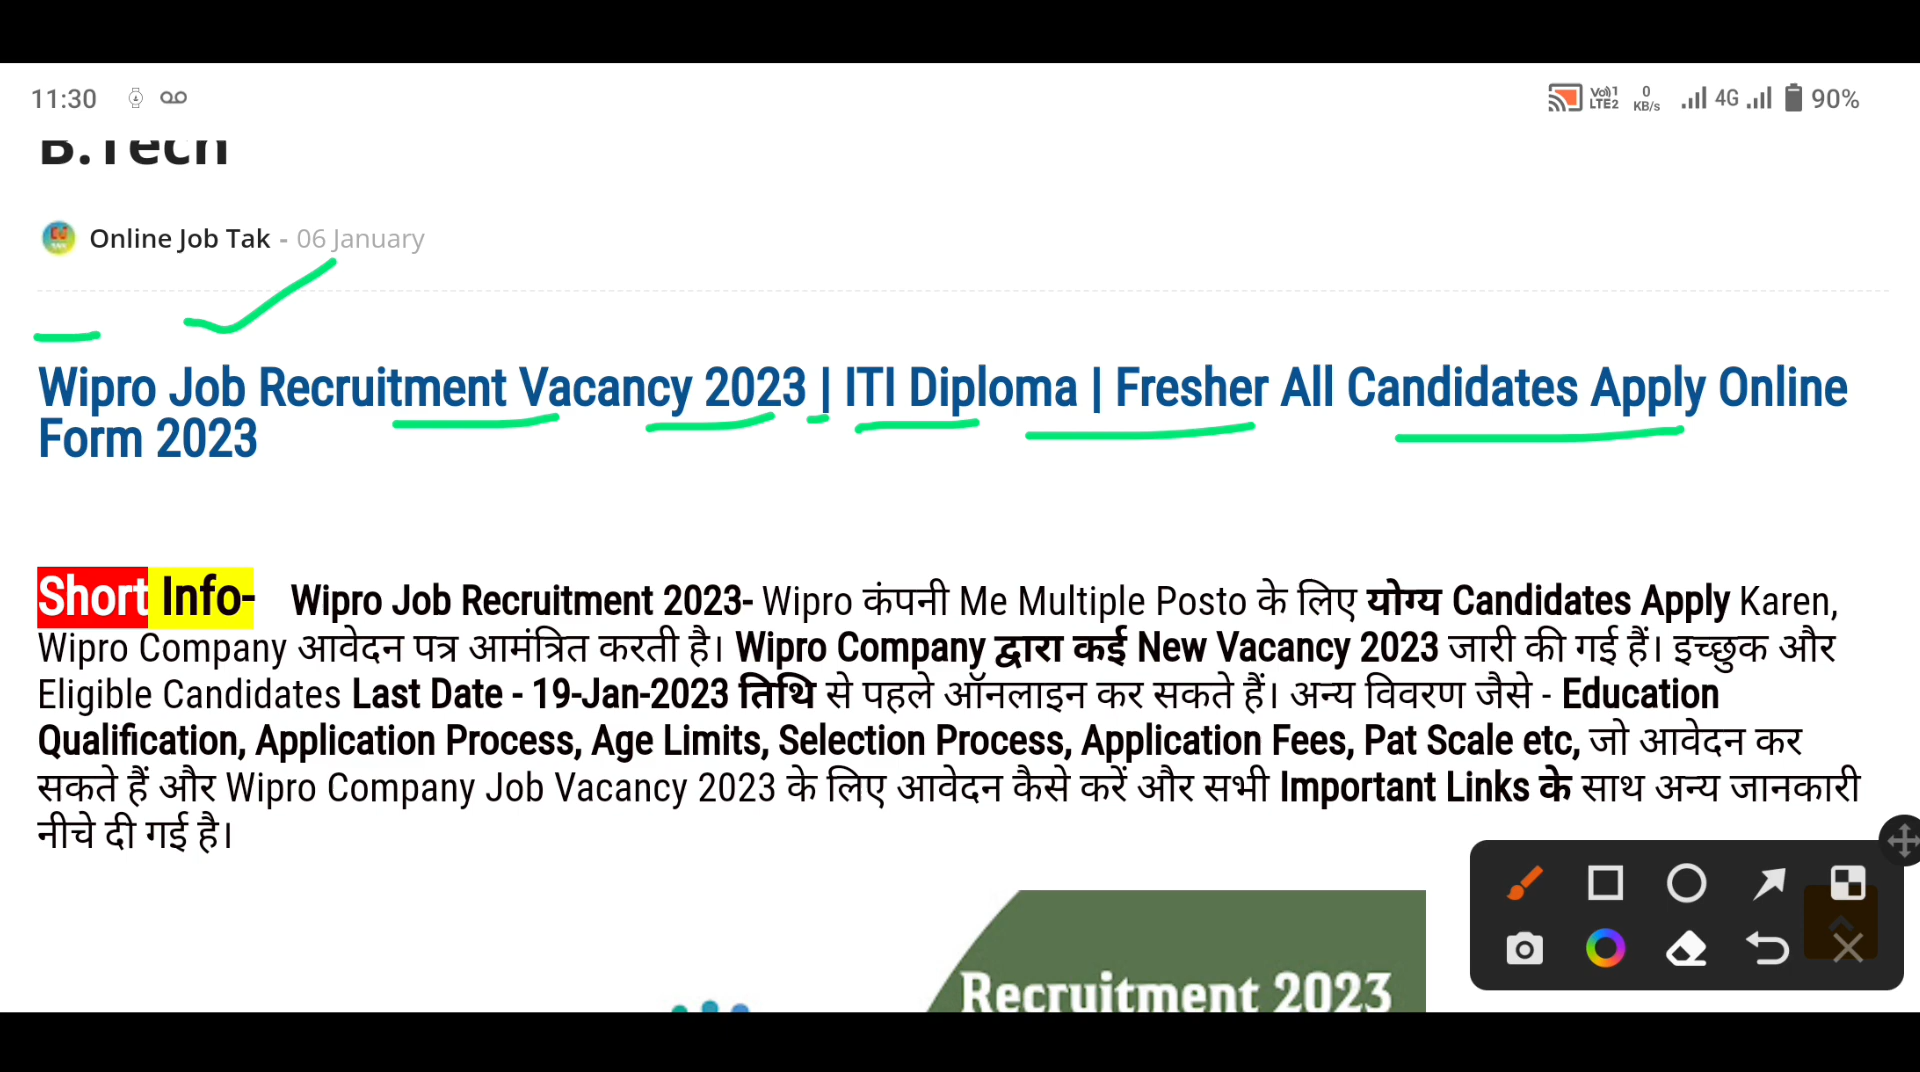 11:30
Vo))1 LTE2 0 KB/s 4G 90%
B.Tech
Online Job Tak - 06 January
Wipro Job Recruitment Vacancy 2023 | ITI Diploma | Fresher All Candidates Apply Online
Form 2023
Short Info- Wipro Job Recruitment 2023- Wipro कंपनी Me Multiple Posto के लिए योग्य Candidates Apply Karen,
Wipro Company आवेदन पत्र आमंत्रित करती है। Wipro Company द्वारा कई New Vacancy 2023 जारी की गई हैं। इच्छुक और
Eligible Candidates Last Date - 19-Jan-2023 तिथि से पहले ऑनलाइन कर सकते हैं। अन्य विवरण जैसे - Education
Qualification, Application Process, Age Limits, Selection Process, Application Fees, Pat Scale etc, जो आवेदन कर
सकते हैं और Wipro Company Job Vacancy 2023 के लिए आवेदन कैसे करें और सभी Important Links के साथ अन्य जानकारी
नीचे दी गई है।
Recruitment 2023